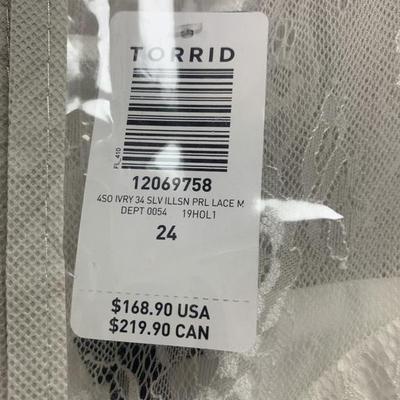 TORRID
FL_410
12069758
4SO IVRY 34 SLV ILLSN PRL LACE M
DEPT 0054 19HOL1
24
$168.90 USA
$219.90 CAN